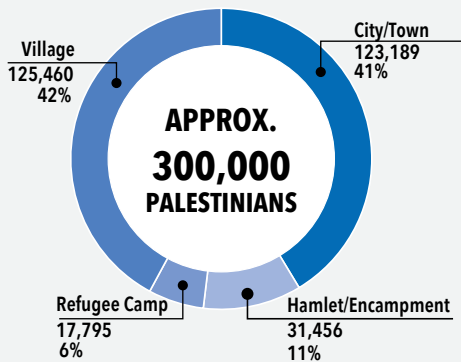 City/Town
123,189
41%
Village
125,460
42%
APPROX.
300,000
PALESTINIANS
Refugee Camp
17,795
6%
Hamlet/Encampment
31,456
11%